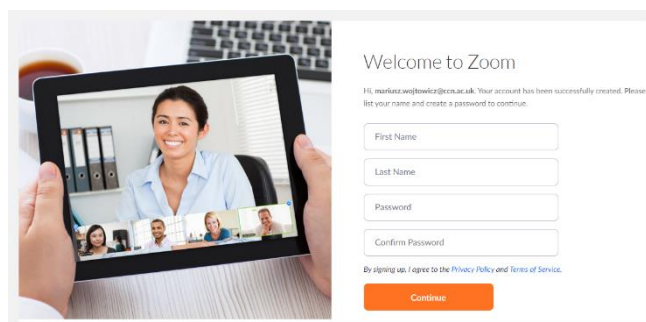 Welcome to Zoom
Hi, mariusz.wojtowicz@ccn.ac.uk. Your account has been successfully created. Please
list your name and create a password to continue.
First Name
Last Name
Password
Confirm Password
By signing up, I agree to the Privacy Policy and Terms of Service.
Continue